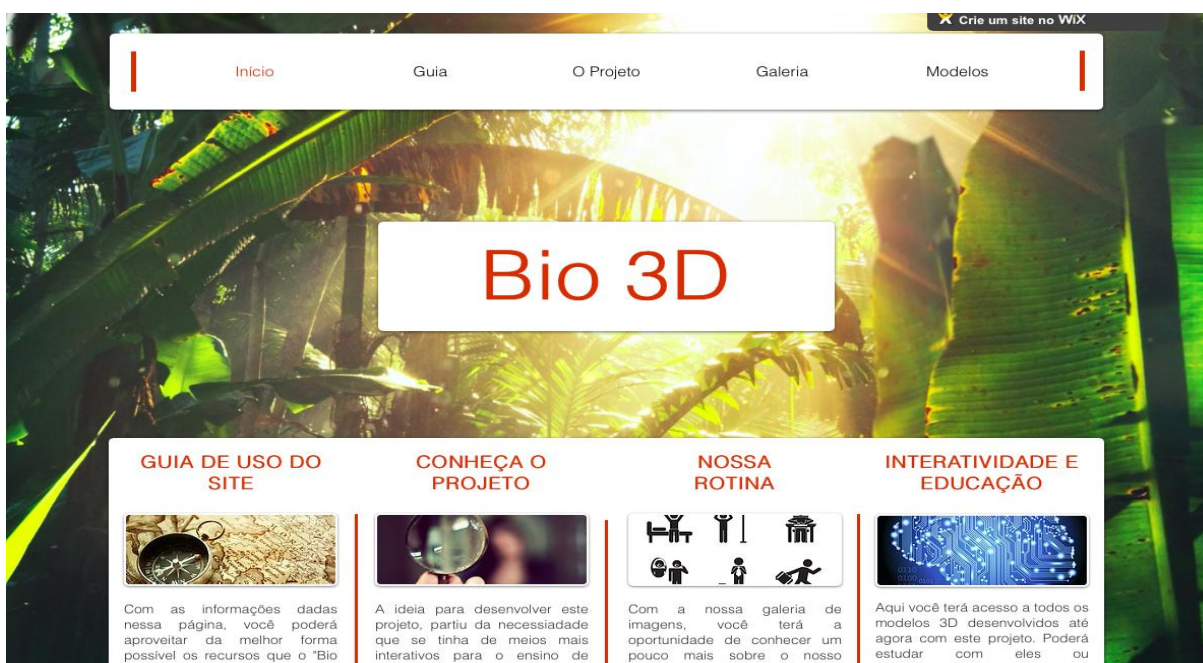 Crie um site no WiX
Início Guia O Projeto Galeria Modelos
Bio 3D
GUIA DE USO DO
SITE
Com as informações dadas
nessa página, você poderá
aproveitar da melhor forma
possível os recursos que o "Bio
CONHEÇA O
PROJETO
A ideia para desenvolver este
projeto, partiu da necessiadade
que se tinha de meios mais
interativos para o ensino de
NOSSA
ROTINA
Com a nossa galeria de
imagens, você terá a
oportunidade de conhecer um
pouco mais sobre o nosso
INTERATIVIDADE E
EDUCAÇÃO
0110
0100
Aqui você terá acesso a todos os
modelos 3D desenvolvidos até
agora com este projeto. Poderá
estudar com eles ou